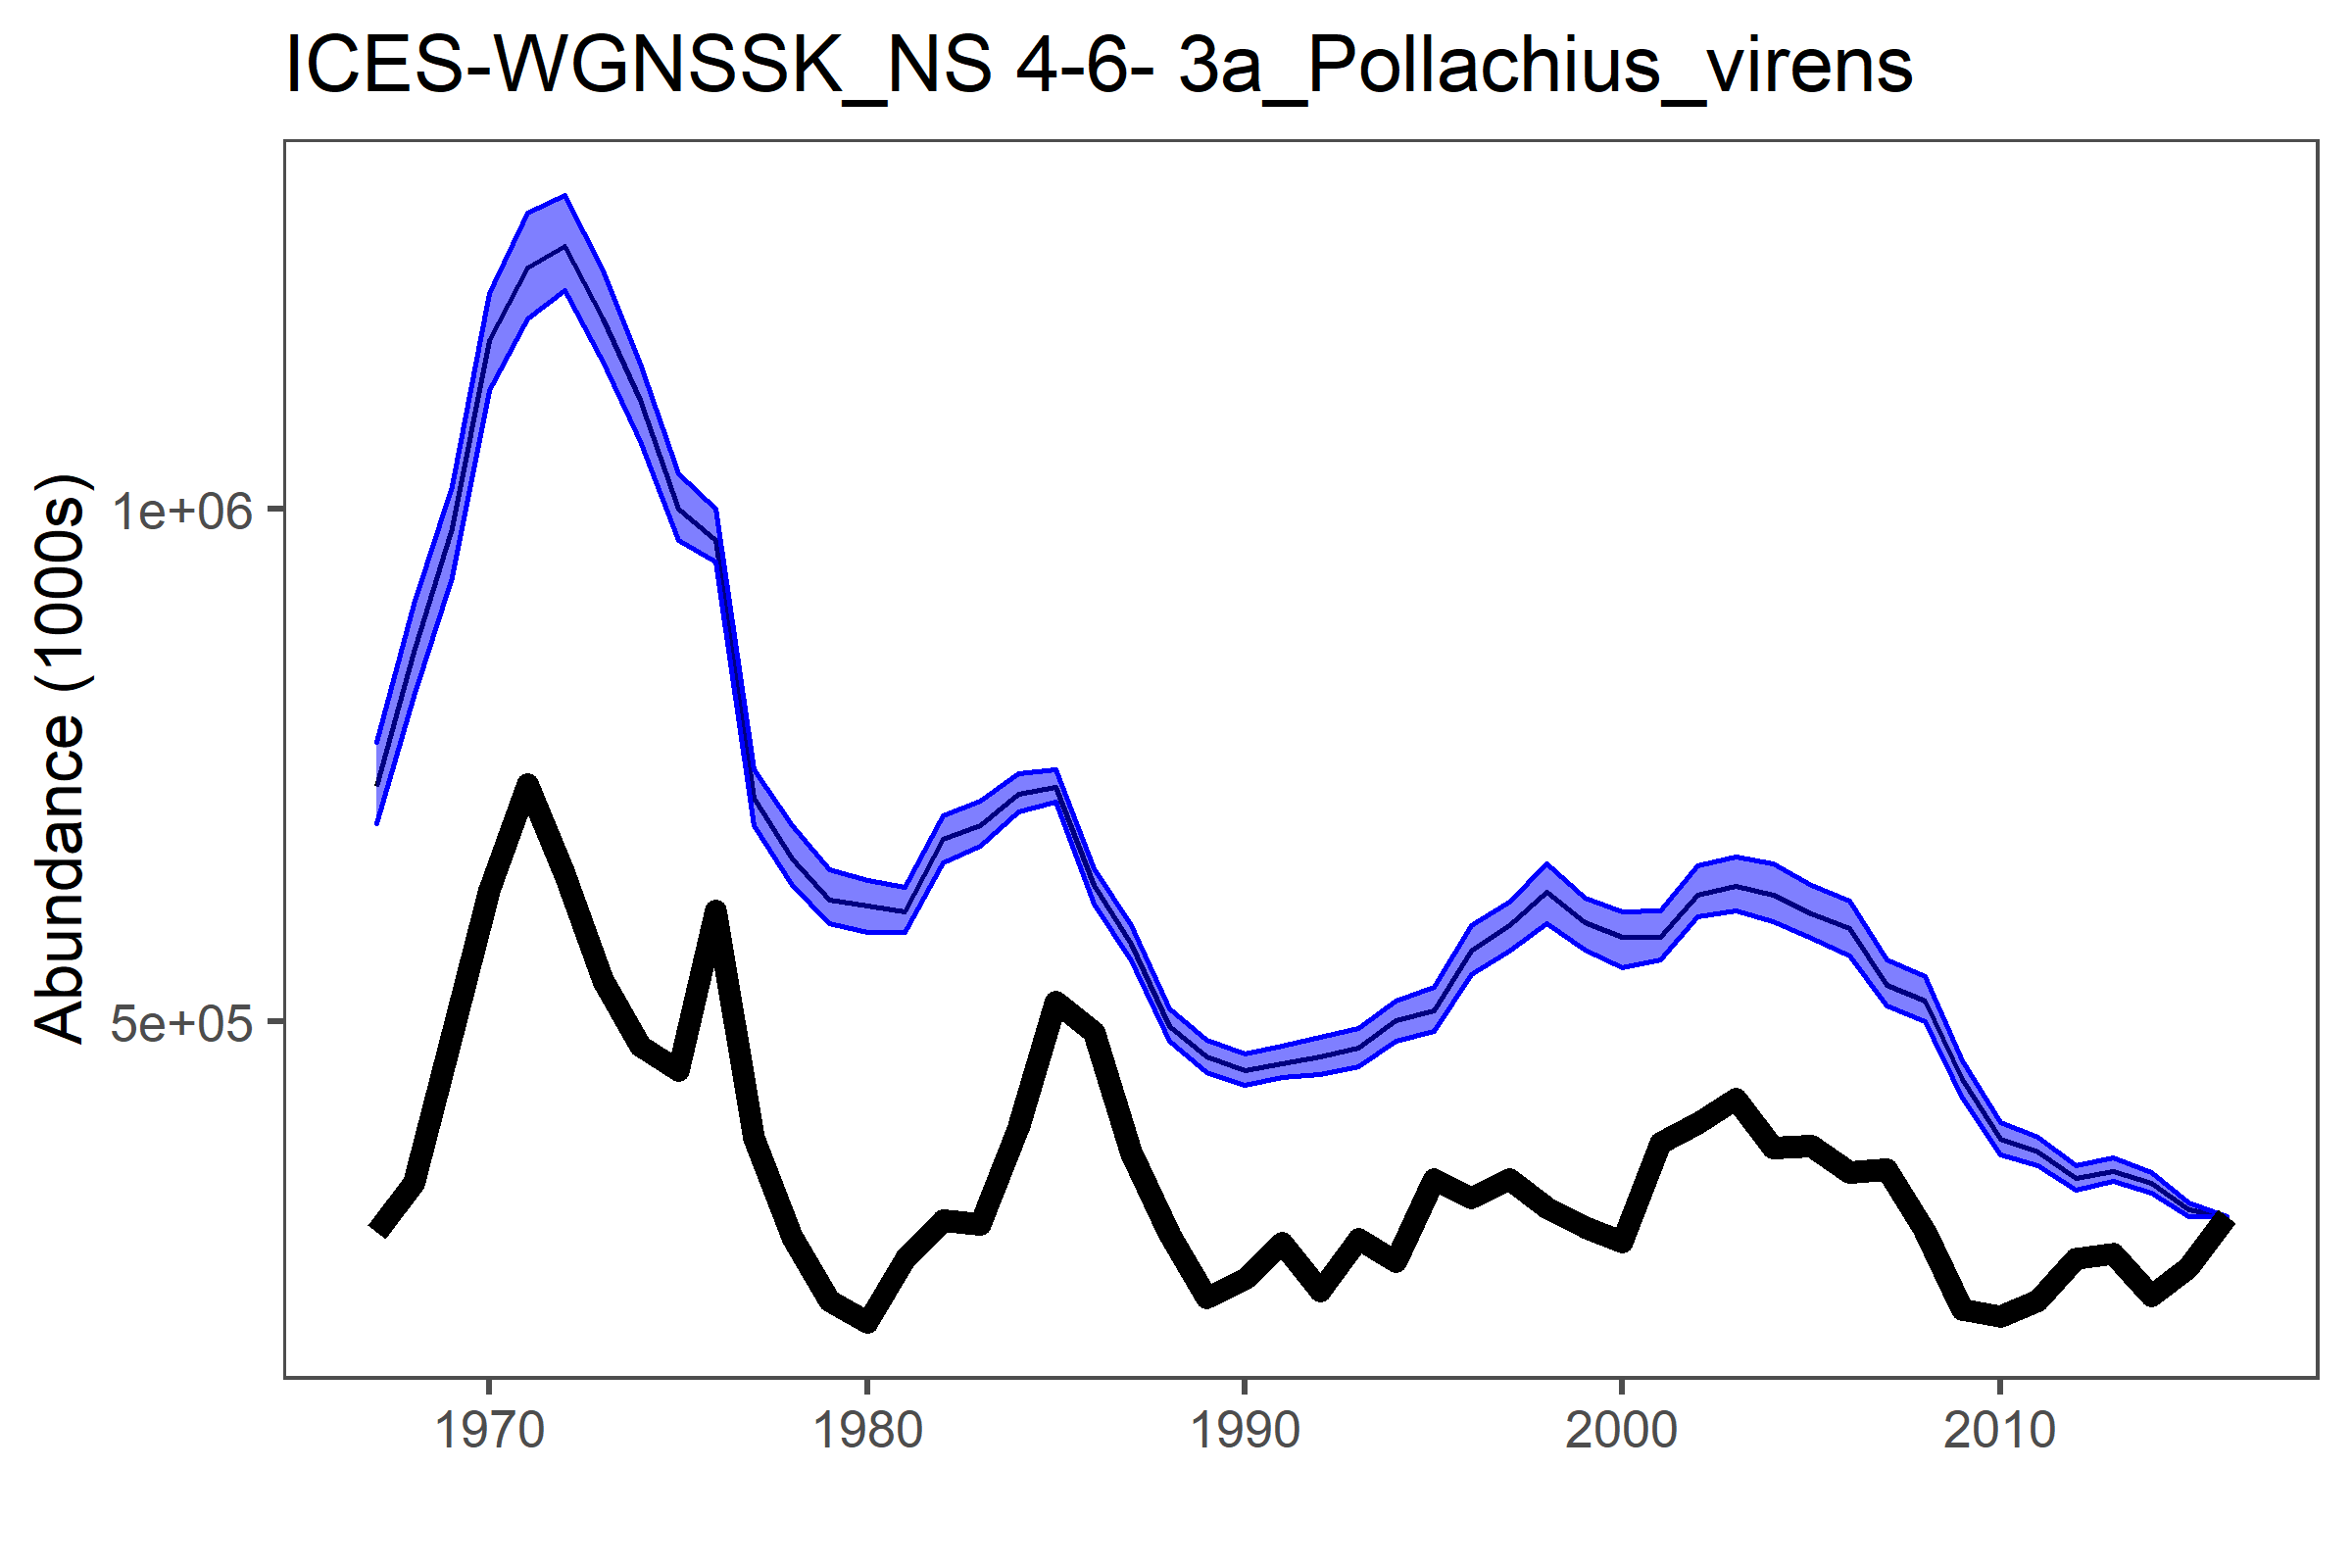 ICES-WGNSSK_NS 4-6- 3a_Pollachius_virens
Abundance (1000s)
1e+06
5e+05
1970 1980 1990 2000 2010